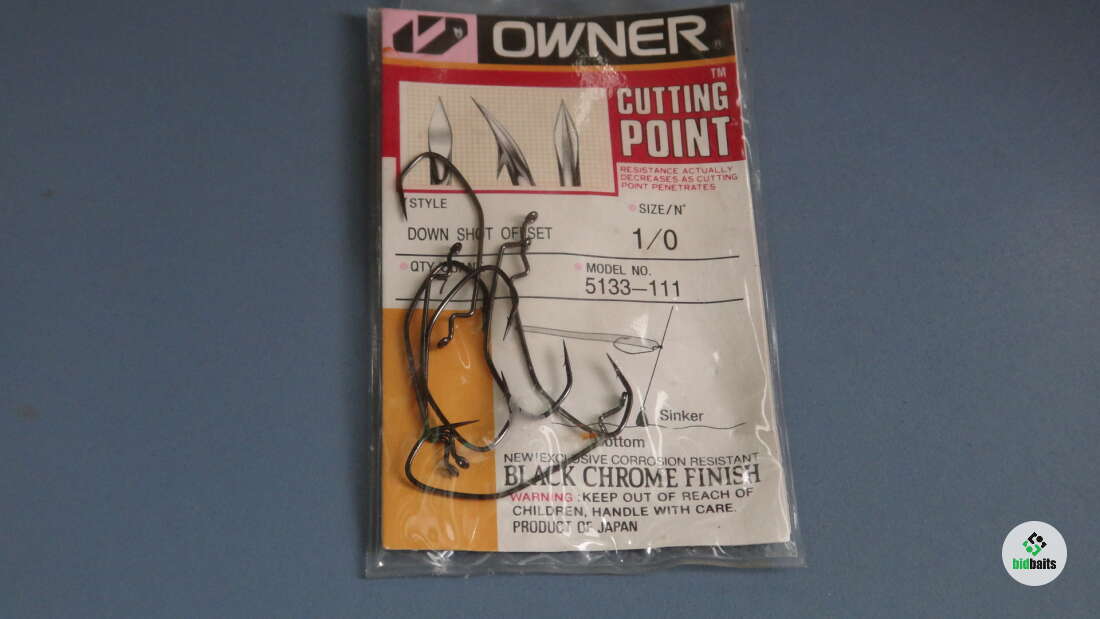 OWNER®
CUTTING™
POINT
RESISTANCE ACTUALLY
DECREASES AS CUTTING
POINT PENETRATES
STYLE
SIZE/N°
DOWN SHOT OFFSET
1/0
QTY
MODEL NO.
5133-111
Sinker
Bottom
NEW! EXCLUSIVE CORROSION RESISTANT
BLACK CHROME FINISH
WARNING : KEEP OUT OF REACH OF
CHILDREN, HANDLE WITH CARE.
PRODUCT OF JAPAN
bidbaits